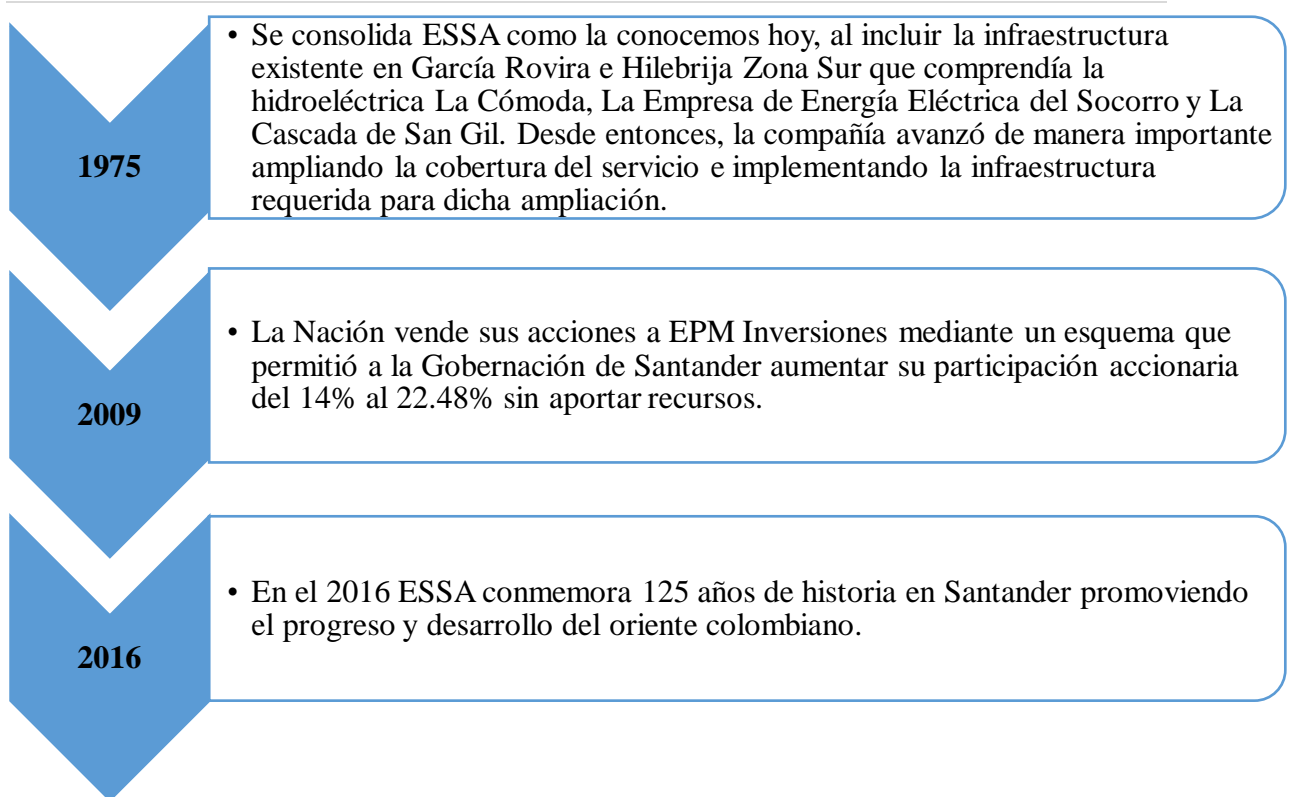 • Se consolida ESSA como la conocemos hoy, al incluir la infraestructura
existente en García Rovira e Hilebrija Zona Sur que comprendía la
hidroeléctrica La Cómoda, La Empresa de Energía Eléctrica del Socorro y La
Cascada de San Gil. Desde entonces, la compañía avanzó de manera importante
ampliando la cobertura del servicio e implementando la infraestructura
requerida para dicha ampliación.
1975
• La Nación vende sus acciones a EPM Inversiones mediante un esquema que
permitió a la Gobernación de Santander aumentar su participación accionaria
del 14% al 22.48% sin aportar recursos.
2009
• En el 2016 ESSA conmemora 125 años de historia en Santander promoviendo
el progreso y desarrollo del oriente colombiano.
2016